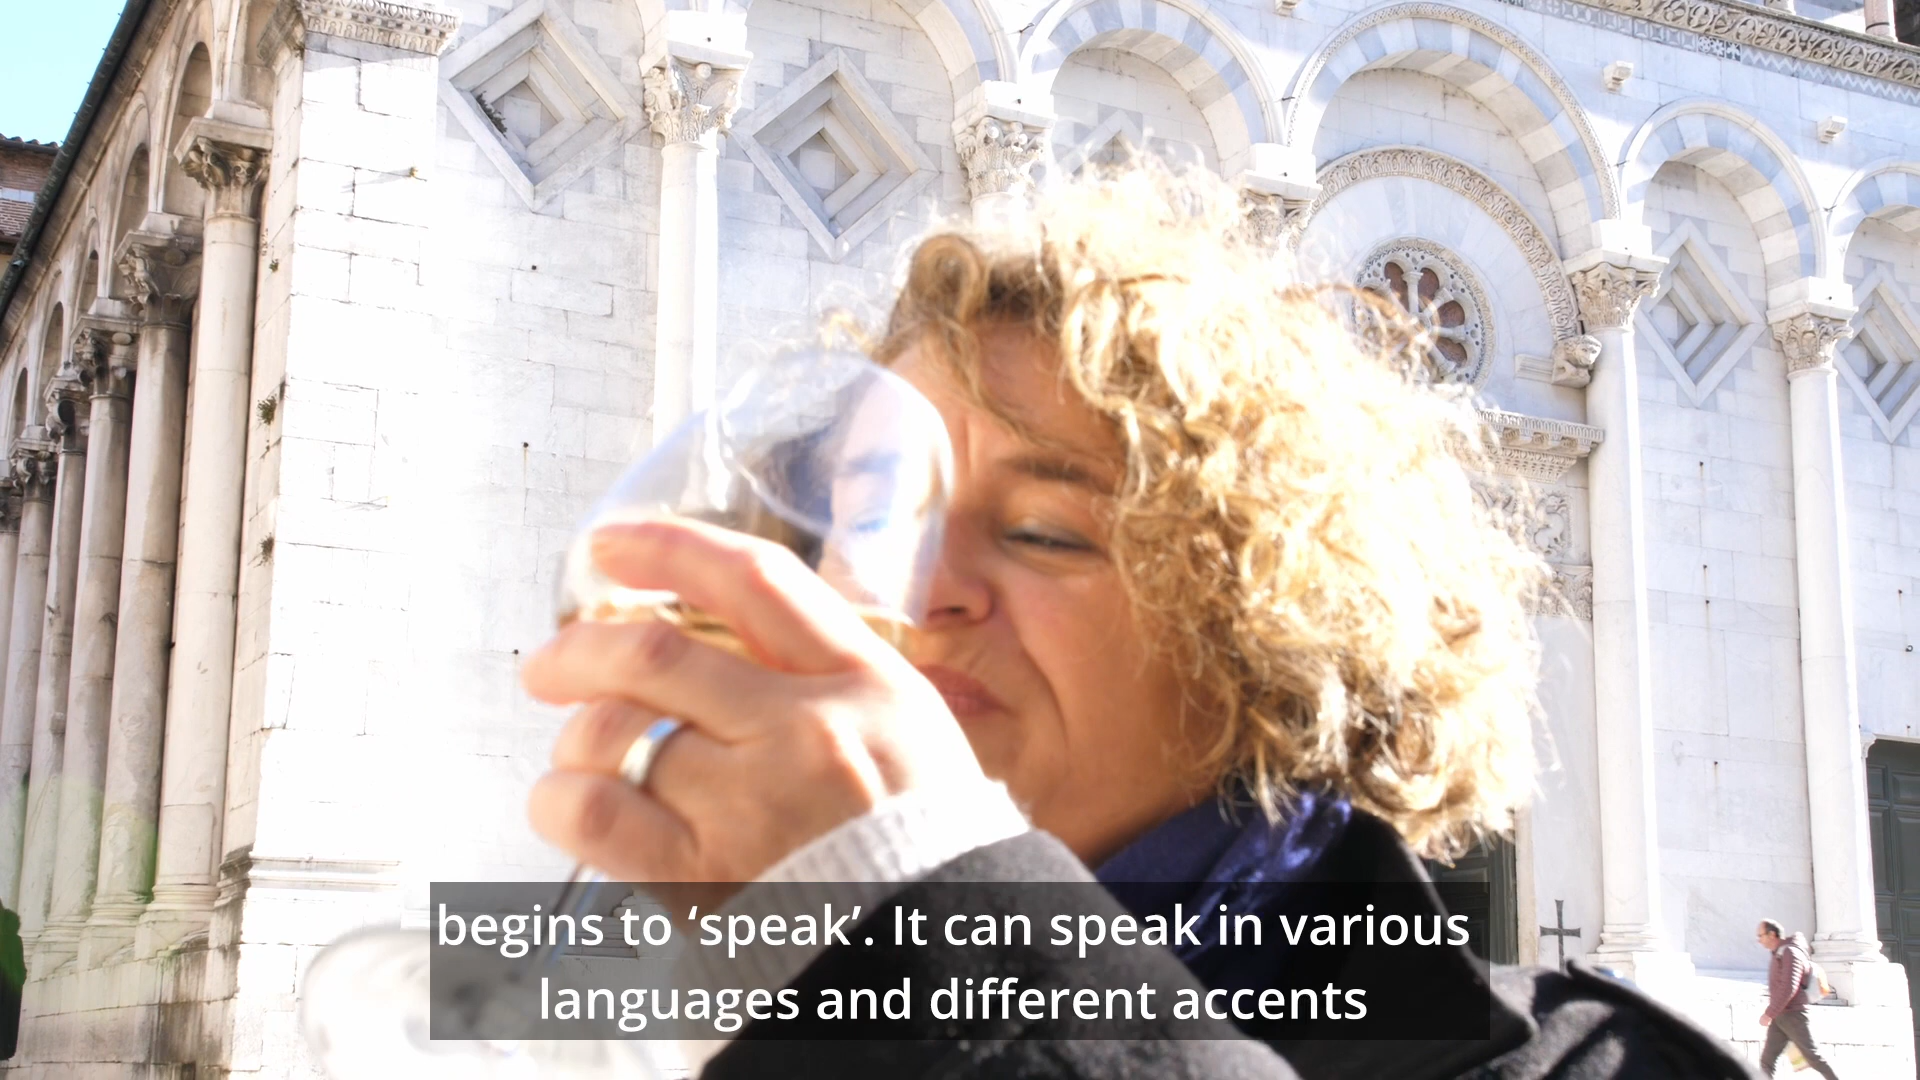 begins to ‘speak’. It can speak in various
languages and different accents